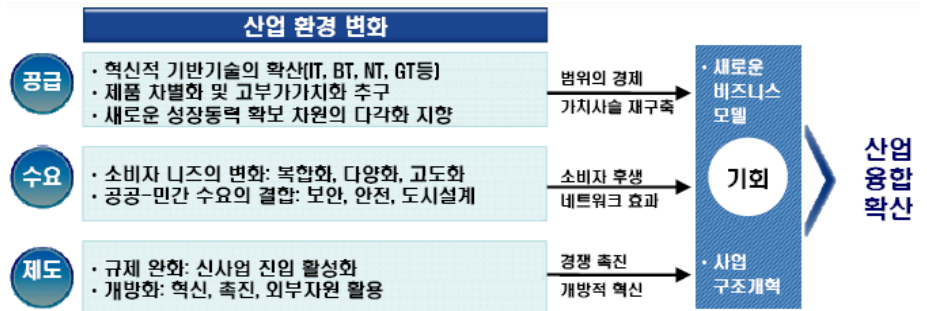 산업 환경 변화
공급
· 혁신적 기반기술의 확산(IT, BT, NT, GT등)
· 제품 차별화 및 고부가가치화 추구
· 새로운 성장동력 확보 차원의 다각화 지향
범위의 경제
가치사슬 재구축
수요
· 소비자 니즈의 변화: 복합화, 다양화, 고도화
· 공공-민간 수요의 결합: 보안, 안전, 도시설계
소비자 후생
네트워크 효과
제도
· 규제 완화: 신사업 진입 활성화
· 개방화: 혁신, 촉진, 외부자원 활용
경쟁 촉진
개방적 혁신
· 새로운
비즈니스
모델
기회
· 사업
구조개혁
산업
융합
확산